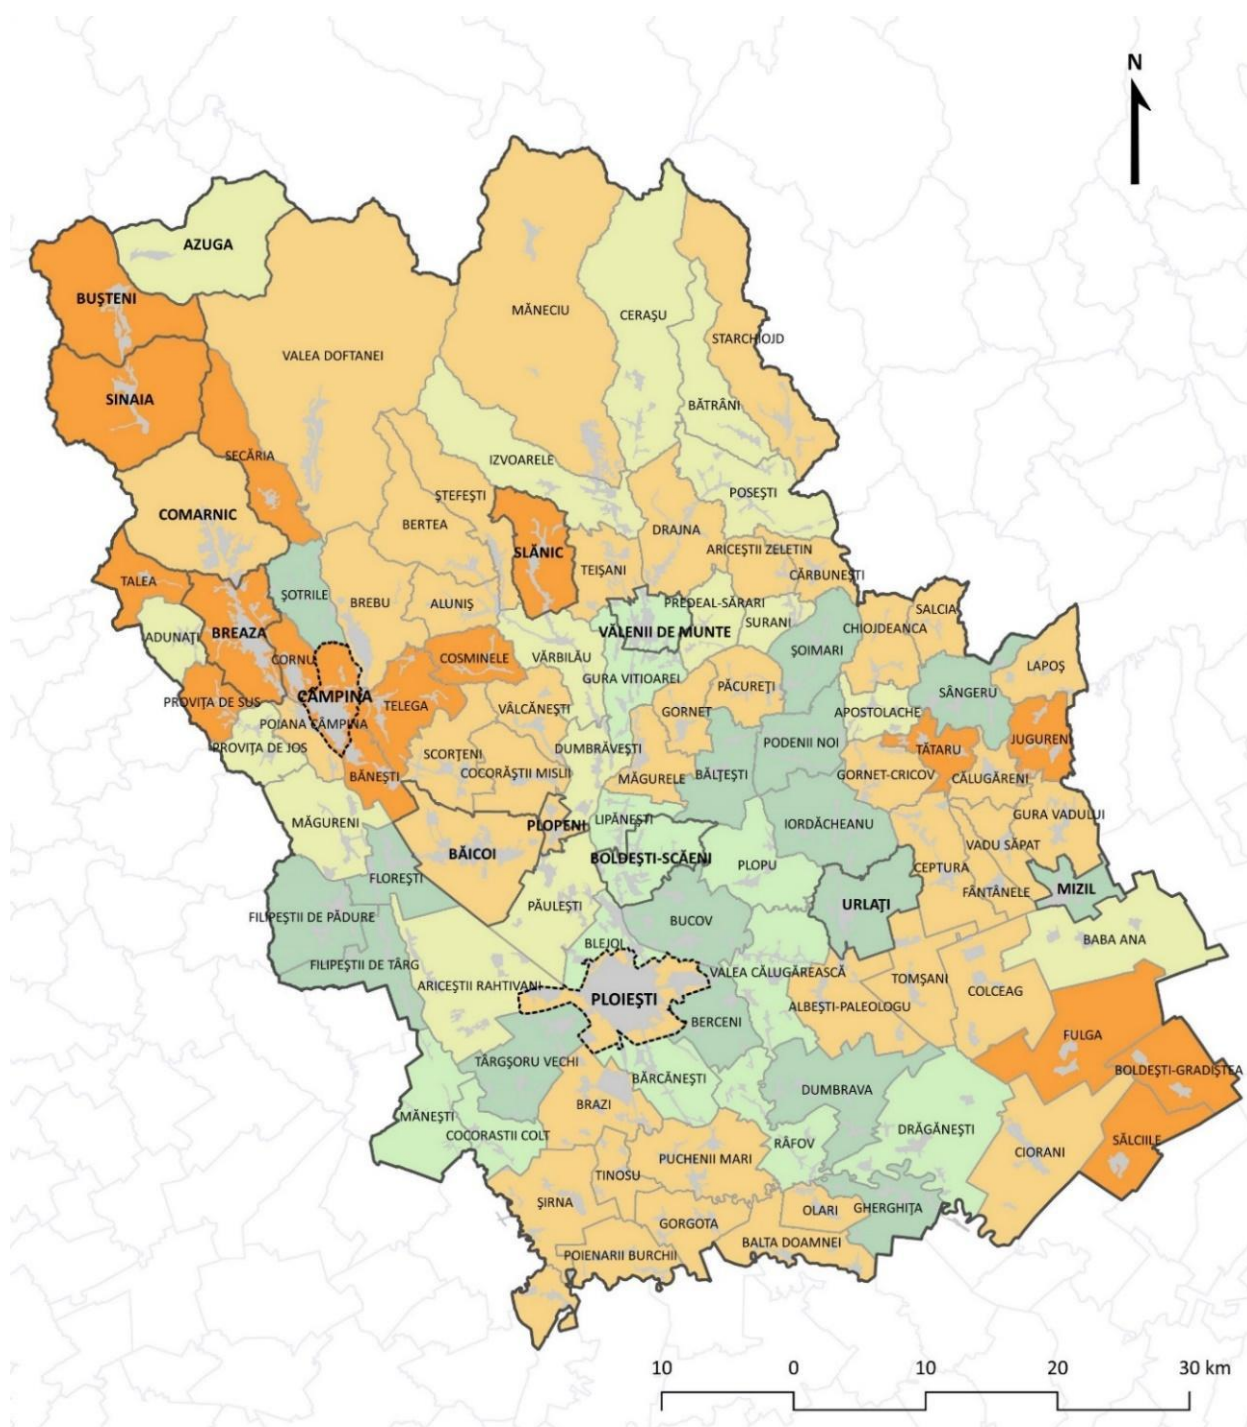 N
AZUGA
BUŞTENI
MĂNECIU
CERAŞU
STARCHIOJD
VALEA DOFTANEI
SINAIA
BĂTRÂNI
SECĂRIA
IZVOARELE
POSEŞTI
ŞTEFEŞTI
COMARNIC
BERTEA
DRAJNA
SLĂNIC
ARICEŞTII ZELETIN
TEIŞANI
CĂRBUNEŞTI
TALEA
ŞOTRILE
BREBU
ALUNIŞ
PREDEAL-SĂRARI
SALCIA
SURANI
CHIOJDEANCA
ADUNAŢI
BREAZA
VĂLENII DE MUNTE
ŞOIMARI
CORNU
COSMINELE
VĂRBILĂU
LAPOŞ
GURA VITIOAREI
PĂCUREŢI
SÂNGERU
CÂMPINA
PROVIŢA DE SUS
TELEGA
VÂLCĂNEŞTI
GORNET
APOSTOLACHE
POIANA CÂMPINA
PROVIŢA DE JOS
DUMBRĂVEŞTI
PODENII NOI
TĂTARU
JUGURENI
SCORŢENI
BĂNEŞTI
COCORĂŞTII MISLII
MĂGURELE
BĂLŢEŞTI
GORNET-CRICOV
CĂLUGĂRENI
MĂGURENI
PLOPENI
LIPĂNEŞTI
IORDĂCHEANU
GURA VADULUI
BĂICOI
BOLDEŞTI-SCĂENI
PLOPU
VADU SĂPAT
CEPTURA
FLOREŞTI
FÂNTÂNELE
MIZIL
PĂULEŞTI
URLAŢI
FILIPEŞTII DE PĂDURE
BUCOV
BLEJOI
BABA ANA
FILIPEŞTII DE TÂRG
VALEA CĂLUGĂREASCĂ
ARICEŞTII RAHTIVANI
TOMŞANI
COLCEAG
PLOIEŞTI
ALBEŞTI-PALEOLOGU
BERCENI
FULGA
TÂRGŞORU VECHI
BOLDEŞTI-GRADIŞTEA
BĂRCĂNEŞTI
DUMBRAVA
BRAZI
MĂNEŞTI
DRĂGĂNEŞTI
COCORASTII COLT
RÂFOV
SĂLCIILE
CIORANI
PUCHENII MARI
TINOSU
ŞIRNA
OLARI
GHERGHIŢA
GORGOTA
BALTA DOAMNEI
POIENARII BURCHII
10 0 10 20 30 km